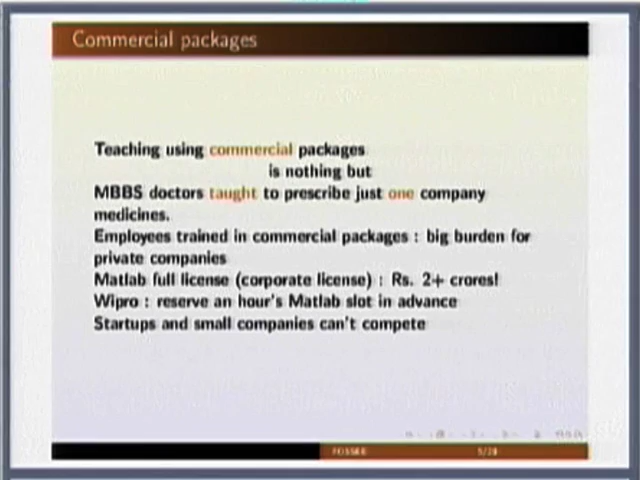 Commercial packages
Teaching using commercial packages
is nothing but
MBBS doctors taught to prescribe just one company
medicines.
Employees trained in commercial packages : big burden for
private companies
Matlab full license (corporate license) : Rs. 2+ crores!
Wipro : reserve an hour's Matlab slot in advance
Startups and small companies can't compete
FOSSEE